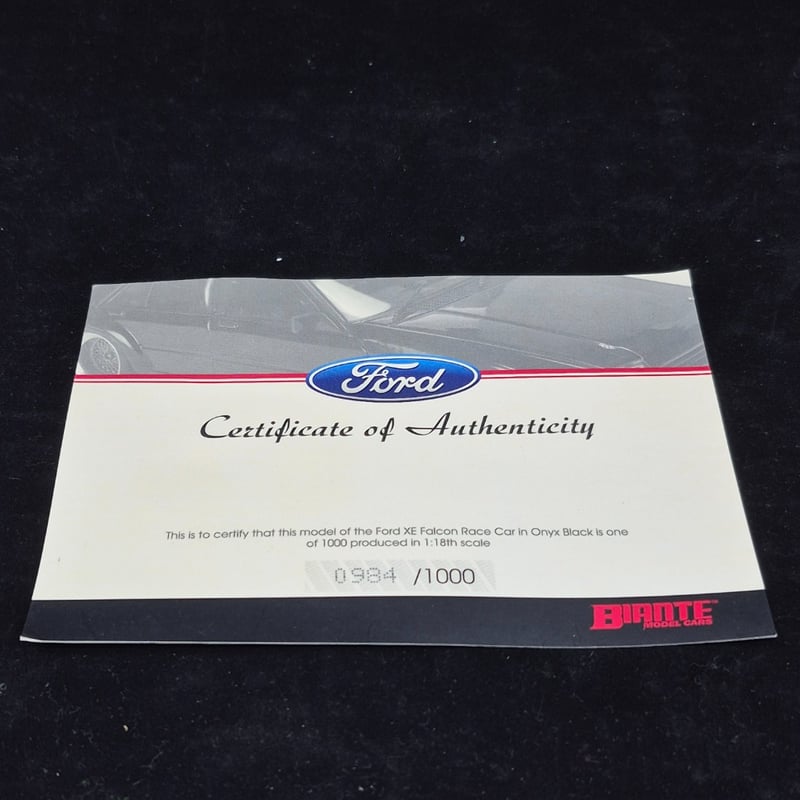 Ford
Certificate of Authenticity
This is to certify that this model of the Ford XE Falcon Race Car in Onyx Black is one
of 1000 produced in 1:18th scale
0984 /1000
BIANTE™
MODEL CARS